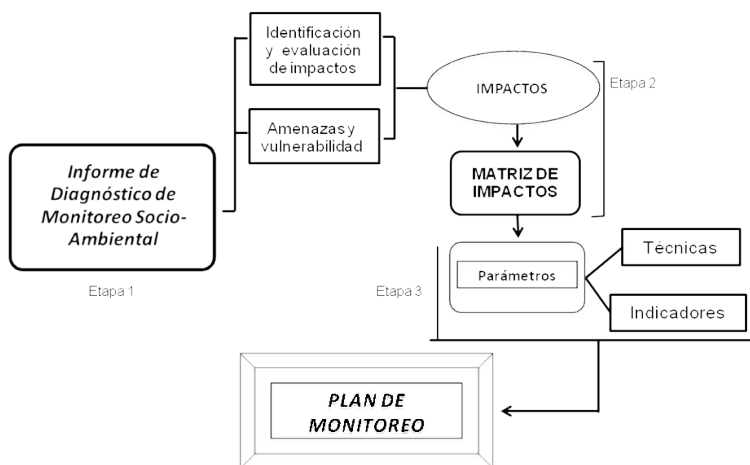 Identificación
y evaluación
de impactos
Amenazas y
vulnerabilidad
Informe de
Diagnóstico de
Monitoreo Socio-
Ambiental
Etapa 1
IMPACTOS
Etapa 2
MATRIZ DE
IMPACTOS
Etapa 3
Parámetros
Técnicas
Indicadores
PLAN DE
MONITOREO